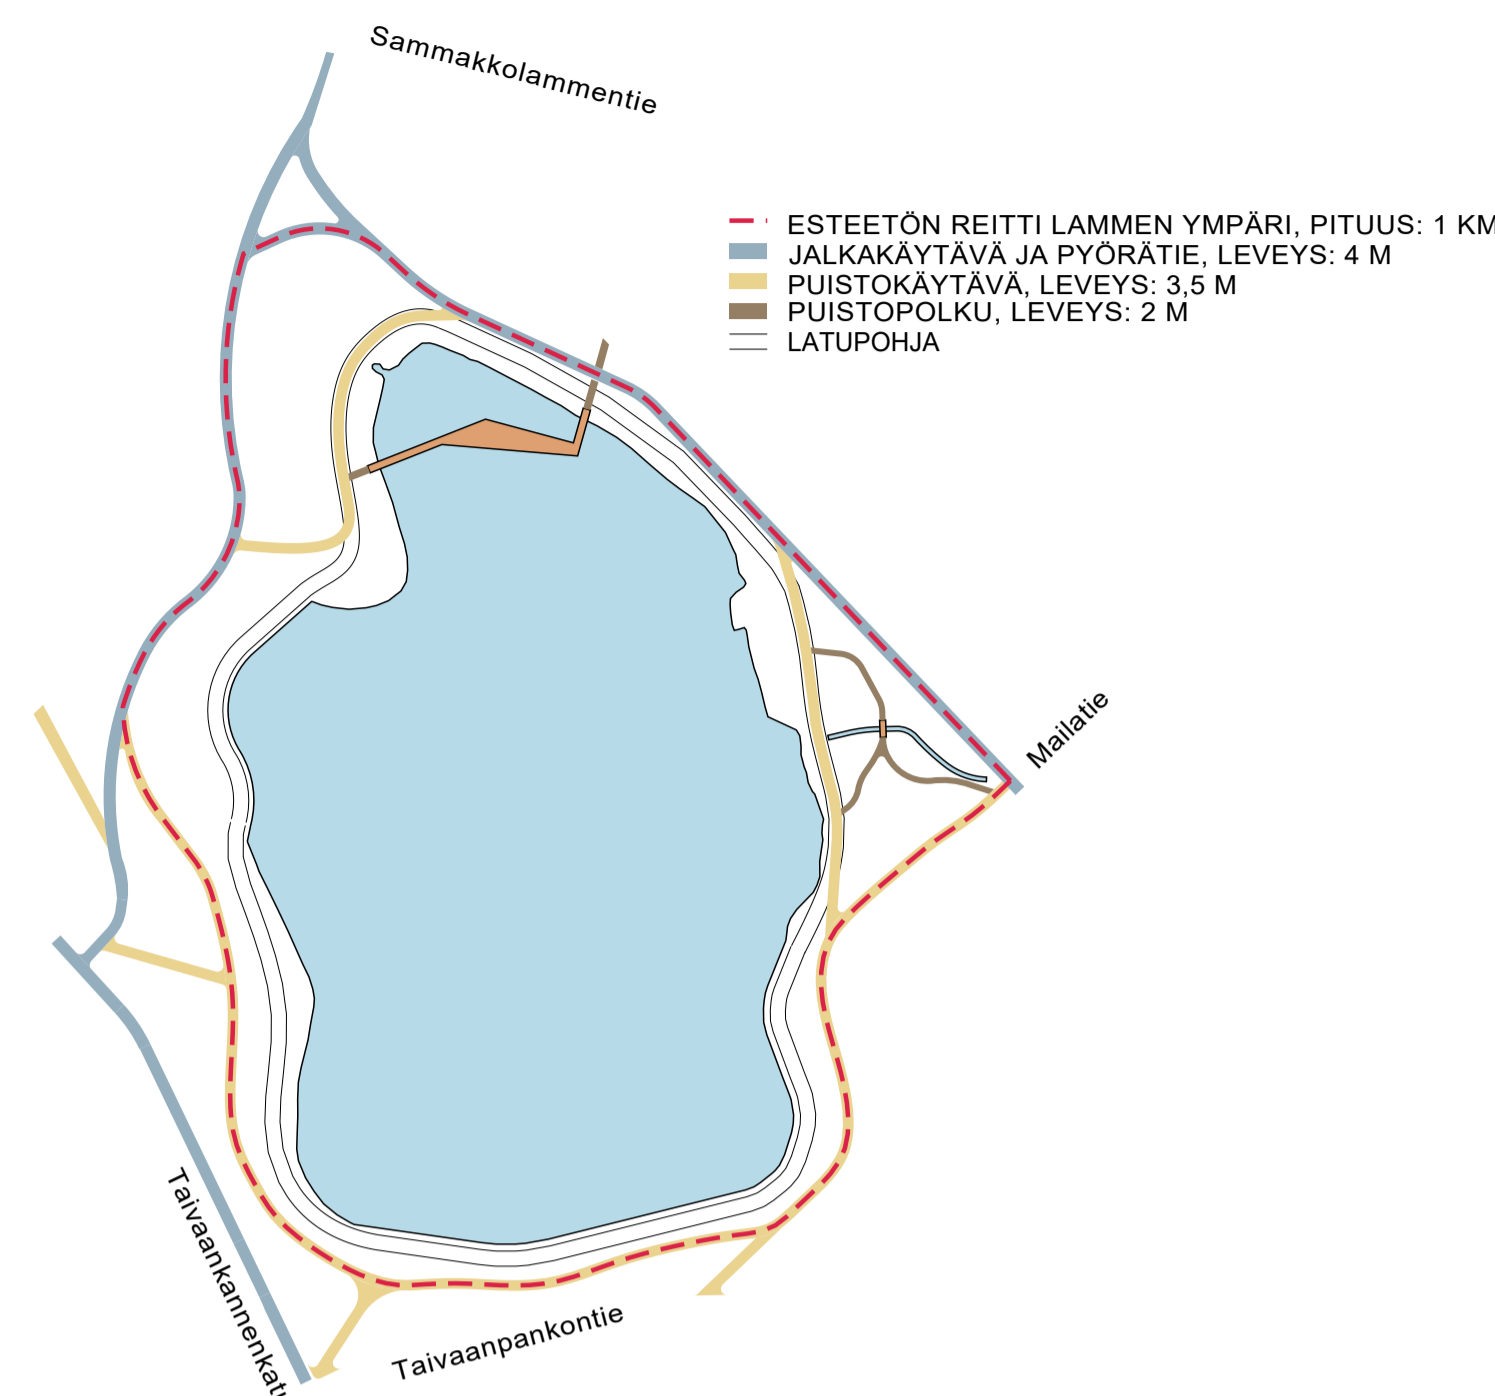 Sammakkolammentie
ESTEETÖN REITTI LAMMEN YMPÄRI, PITUUS: 1 KM
JALKAKÄYTÄVÄ JA PYÖRÄTIE, LEVEYS: 4 M
PUISTOKÄYTÄVÄ, LEVEYS: 3,5 M
PUISTOPOLKU, LEVEYS: 2 M
LATUPOHJA
Mailatie
Taivaankannenkatu
Taivaanpankontie